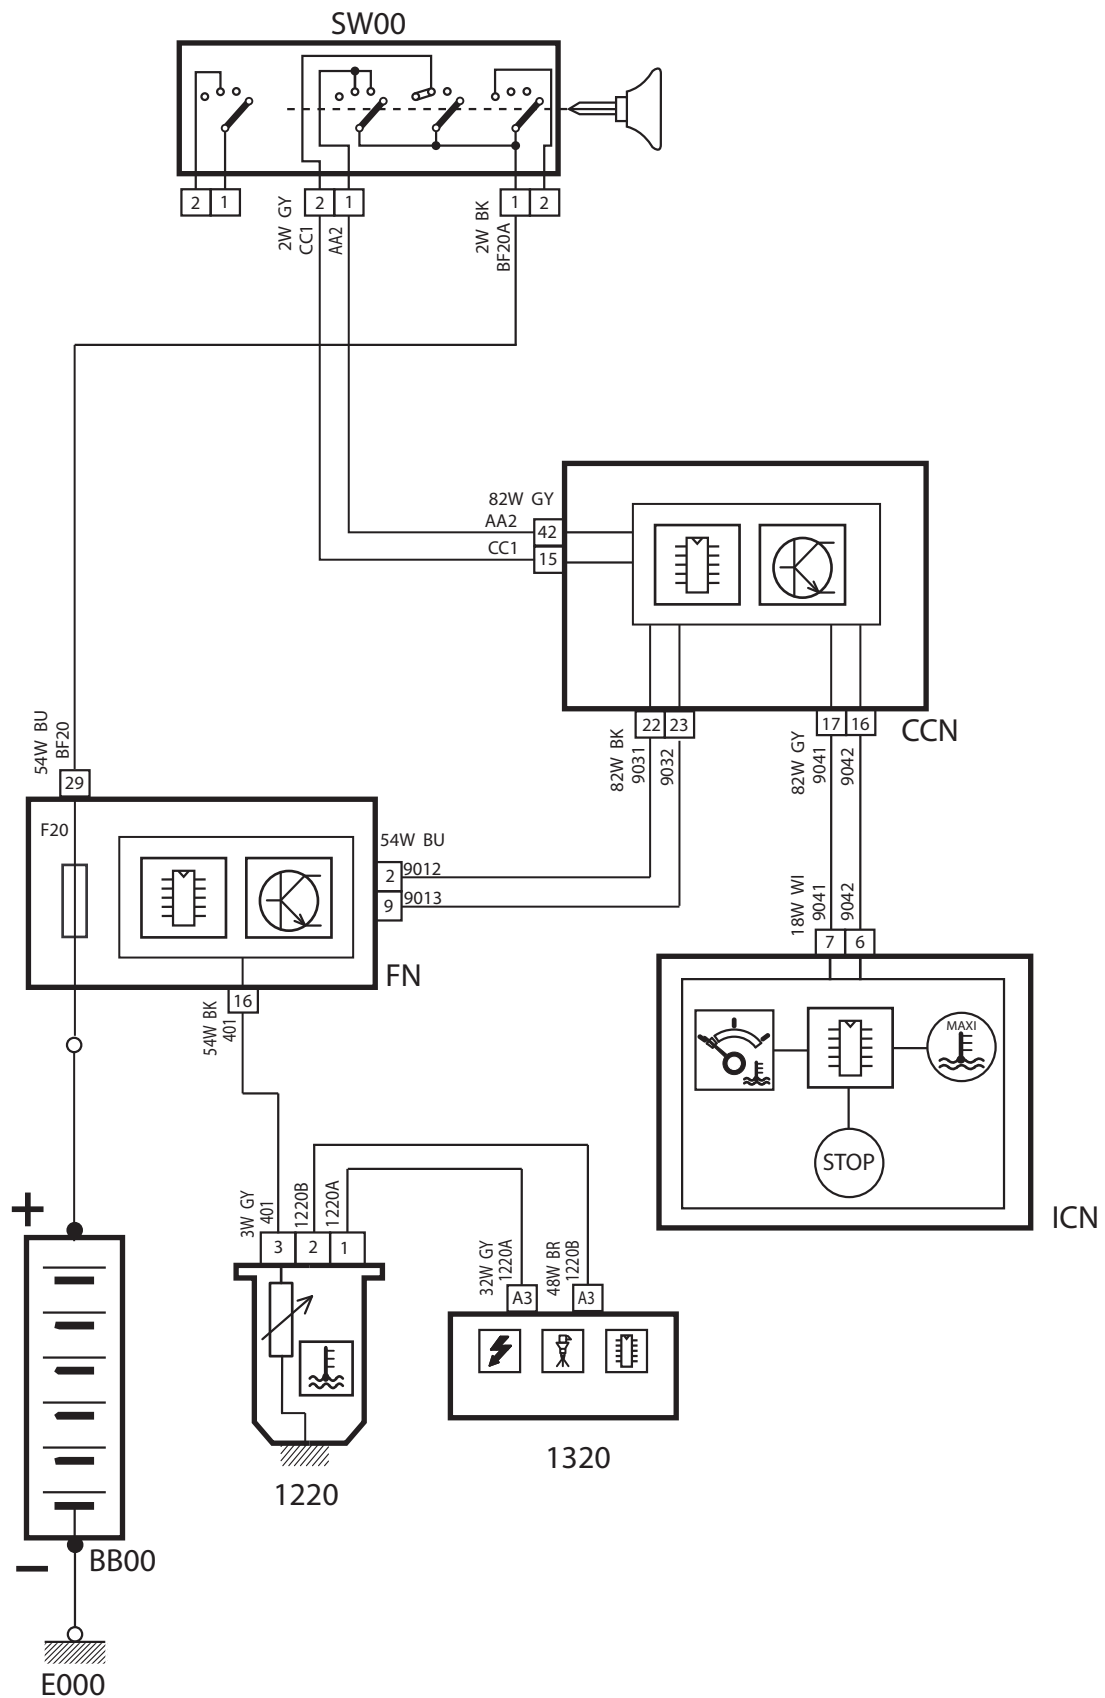 SW00
2
1
2
1
1
2
2W GY
CC1
AA2
2W BK
BF20A
82W GY
AA2
42
CC1
15
22
23
17
16
CCN
82W BK
9031
9032
82W GY
9041
9042
54W BU
BF20
29
F20
54W BU
2
9012
9
9013
FN
16
54W BK
401
18W WI
9041
9042
7
6
MAXI
STOP
ICN
3W GY
401
1220B
1220A
3
2
1
32W GY
1220A
48W BR
1220B
A3
A3
1320
1220
+
−
BB00
E000